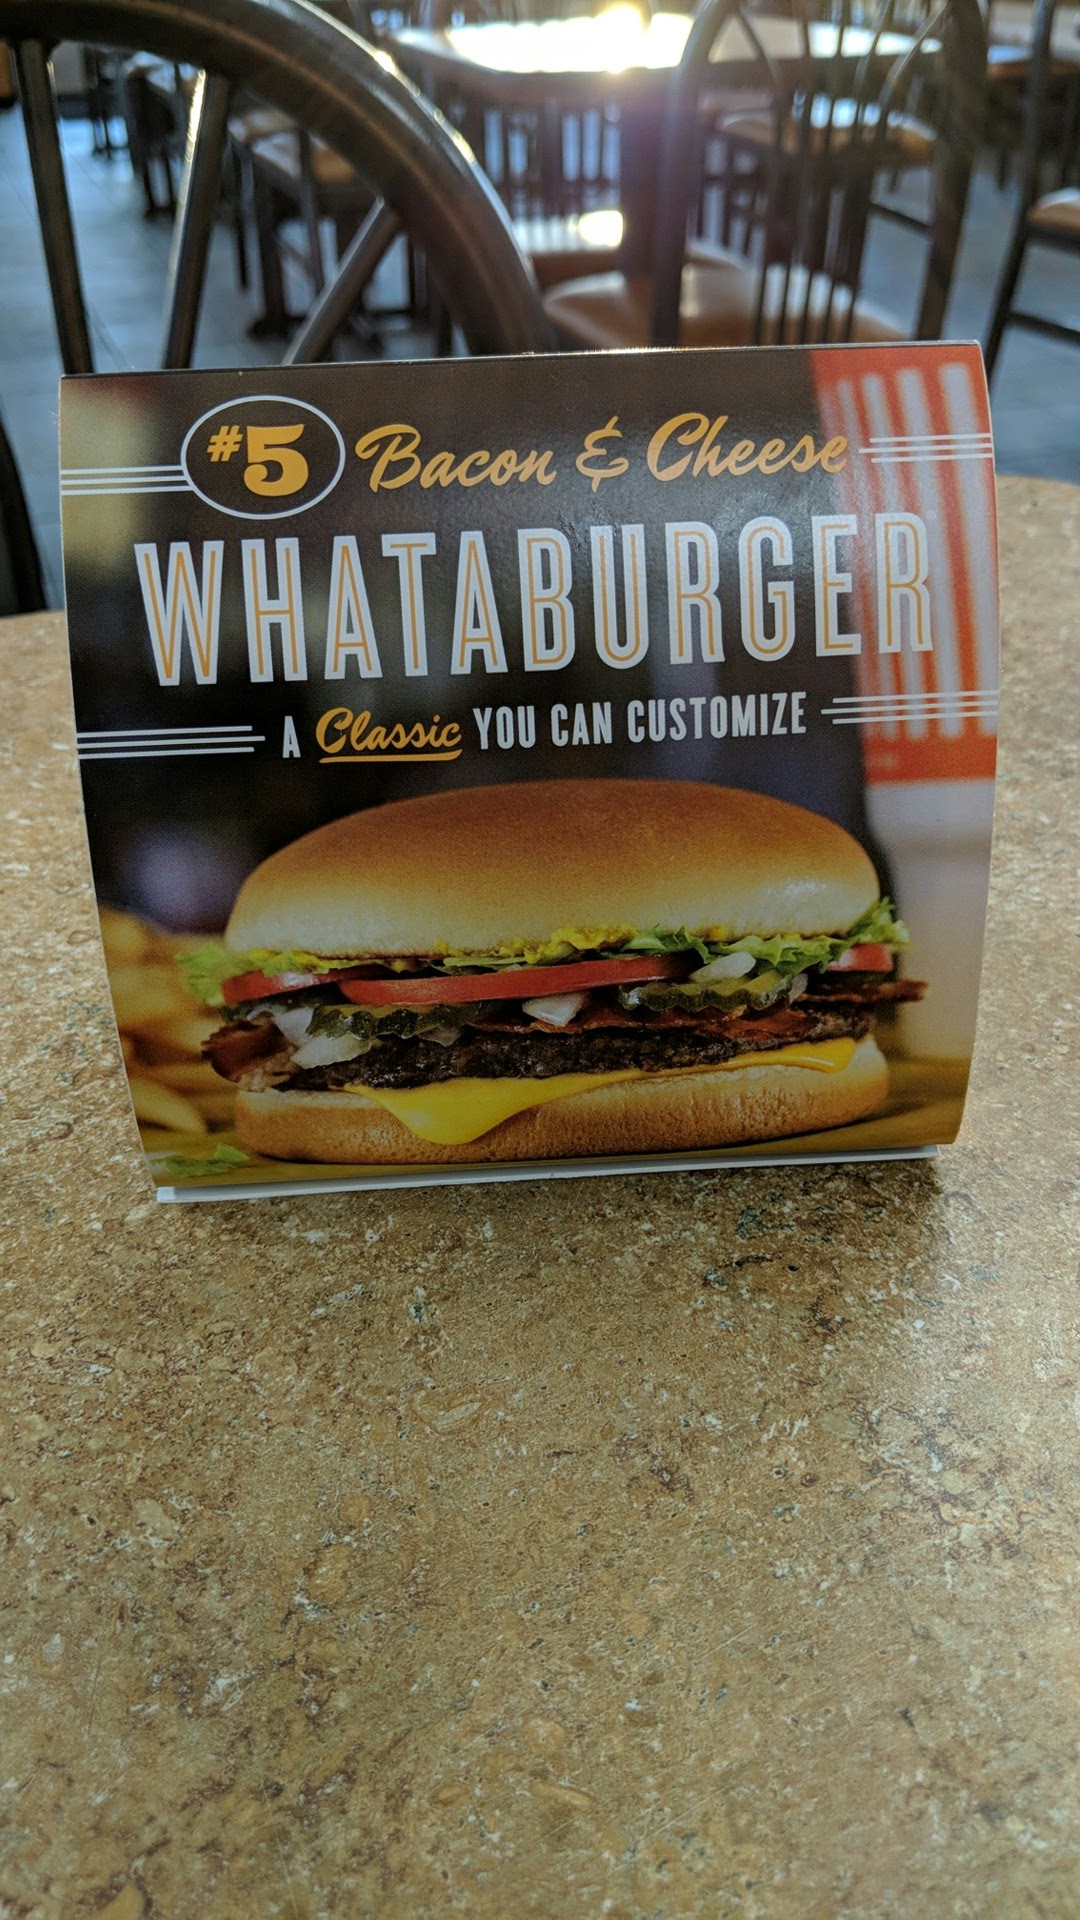 #5 Bacon & Cheese
WHATABURGER®
A Classic YOU CAN CUSTOMIZE